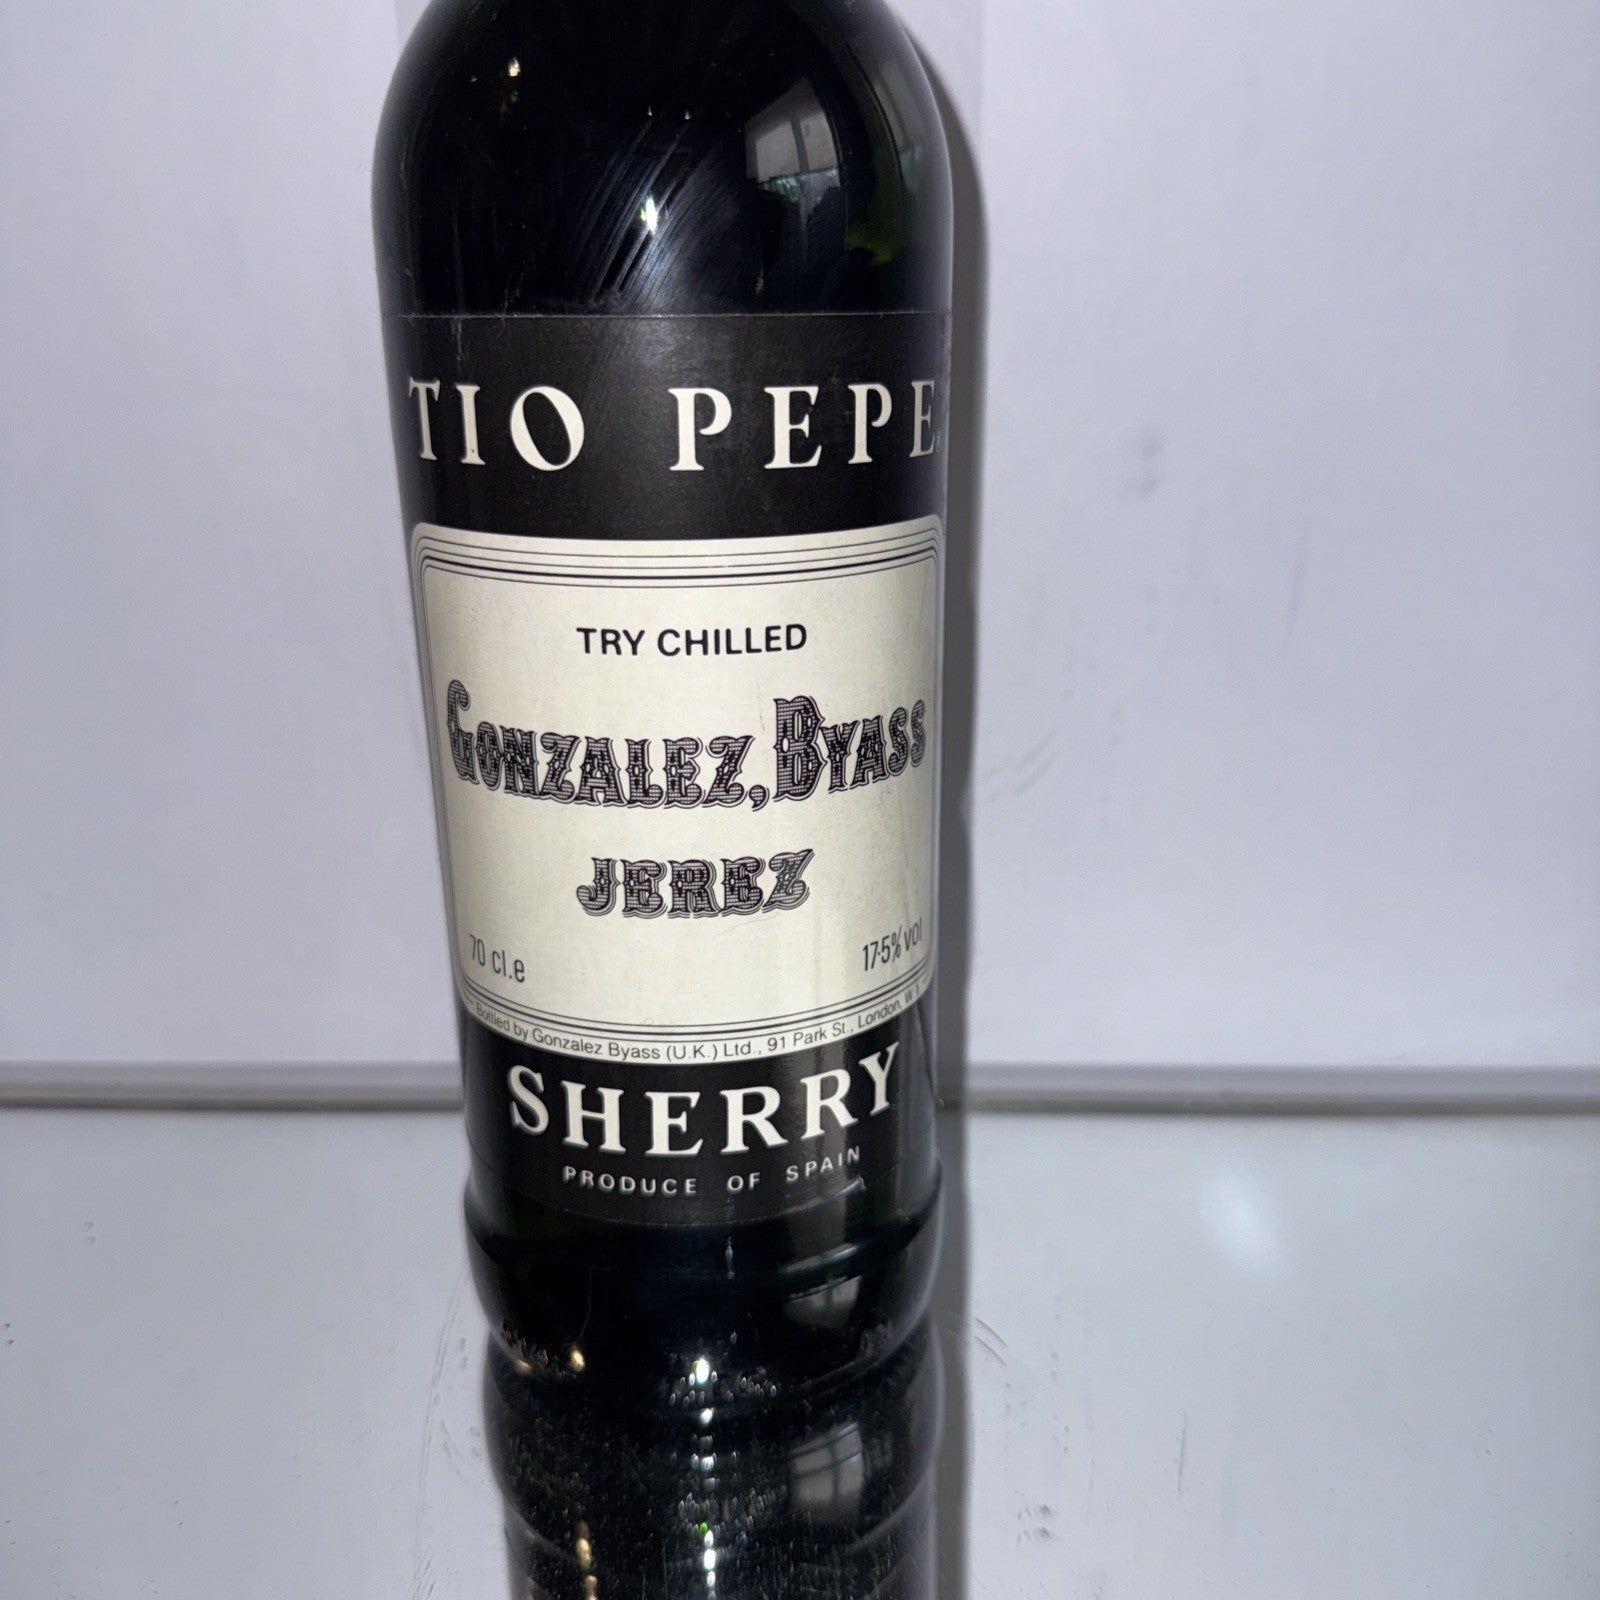 TIO PEPE
TRY CHILLED
GONZALEZ, BYASS
JEREZ
70 cl.e
17·5% vol
Bottled by Gonzalez Byass (U.K.) Ltd., 91 Park St., London, W.1.
SHERRY
PRODUCE OF SPAIN